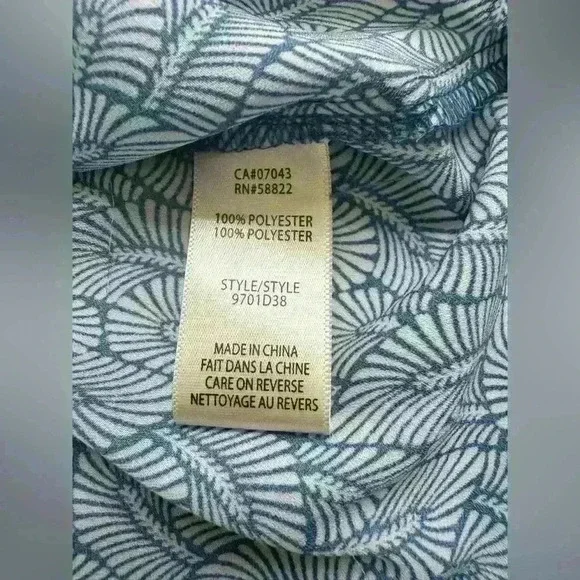 CA#07043
RN#58822
100% POLYESTER
100% POLYESTER
STYLE/STYLE
9701D38
MADE IN CHINA
FAIT DANS LA CHINE
CARE ON REVERSE
NETTOYAGE AU REVERS